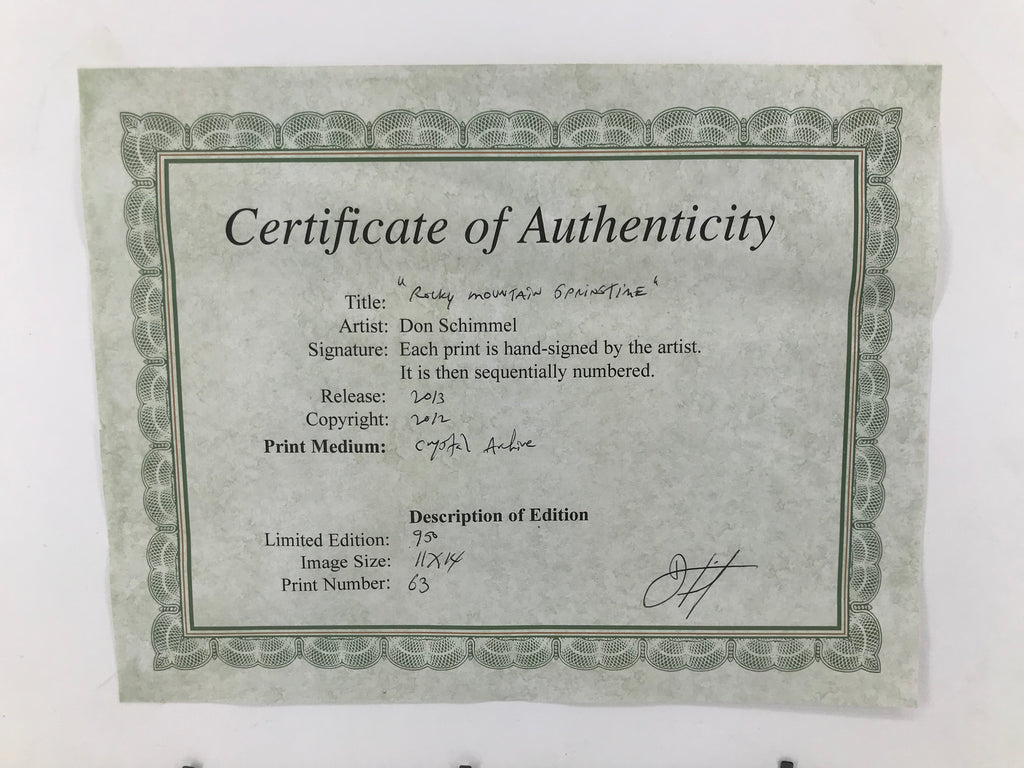 Certificate of Authenticity
Title: "Rocky Mountain Springtime"
Artist: Don Schimmel
Signature: Each print is hand-signed by the artist.
It is then sequentially numbered.
Release: 2013
Copyright: 2012
Print Medium: Crystal Archive
Description of Edition
Limited Edition: 950
Image Size: 11X14
Print Number: 63